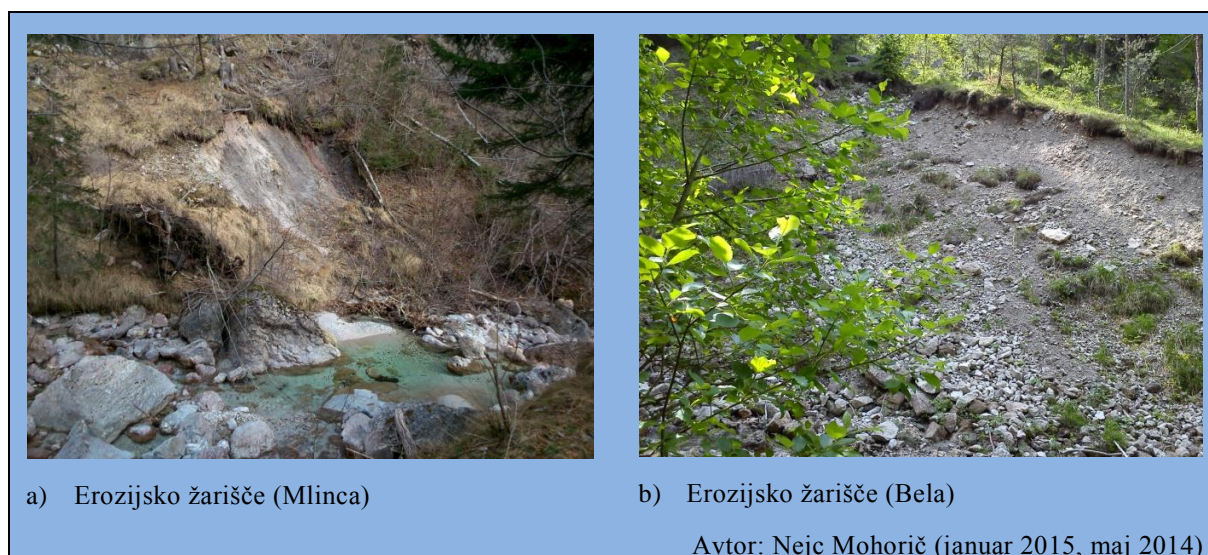 a) Erozijsko žarišče (Mlinca)
b) Erozijsko žarišče (Bela)
Avtor: Nejc Mohorič (januar 2015, maj 2014)